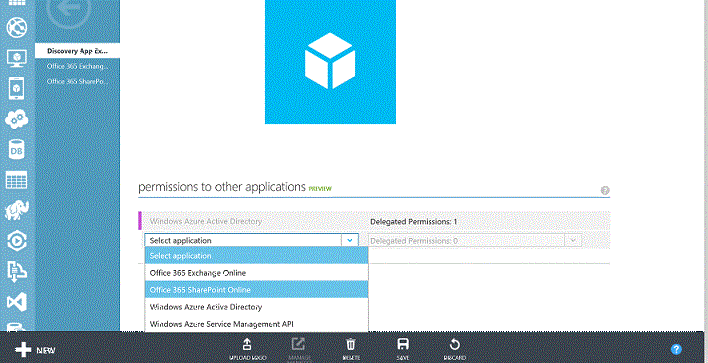 Discovery App Ex...
Office 365 Exchang...
Office 365 SharePoi...
DB
permissions to other applications PREVIEW
?
Windows Azure Active Directory Delegated Permissions: 1
Select application Delegated Permissions: 0
Select application
Office 365 Exchange Online
Office 365 SharePoint Online
Windows Azure Active Directory
Windows Azure Service Management API
NEW
UPLOAD LOGO
MANAGE
DELETE
SAVE
DISCARD
?